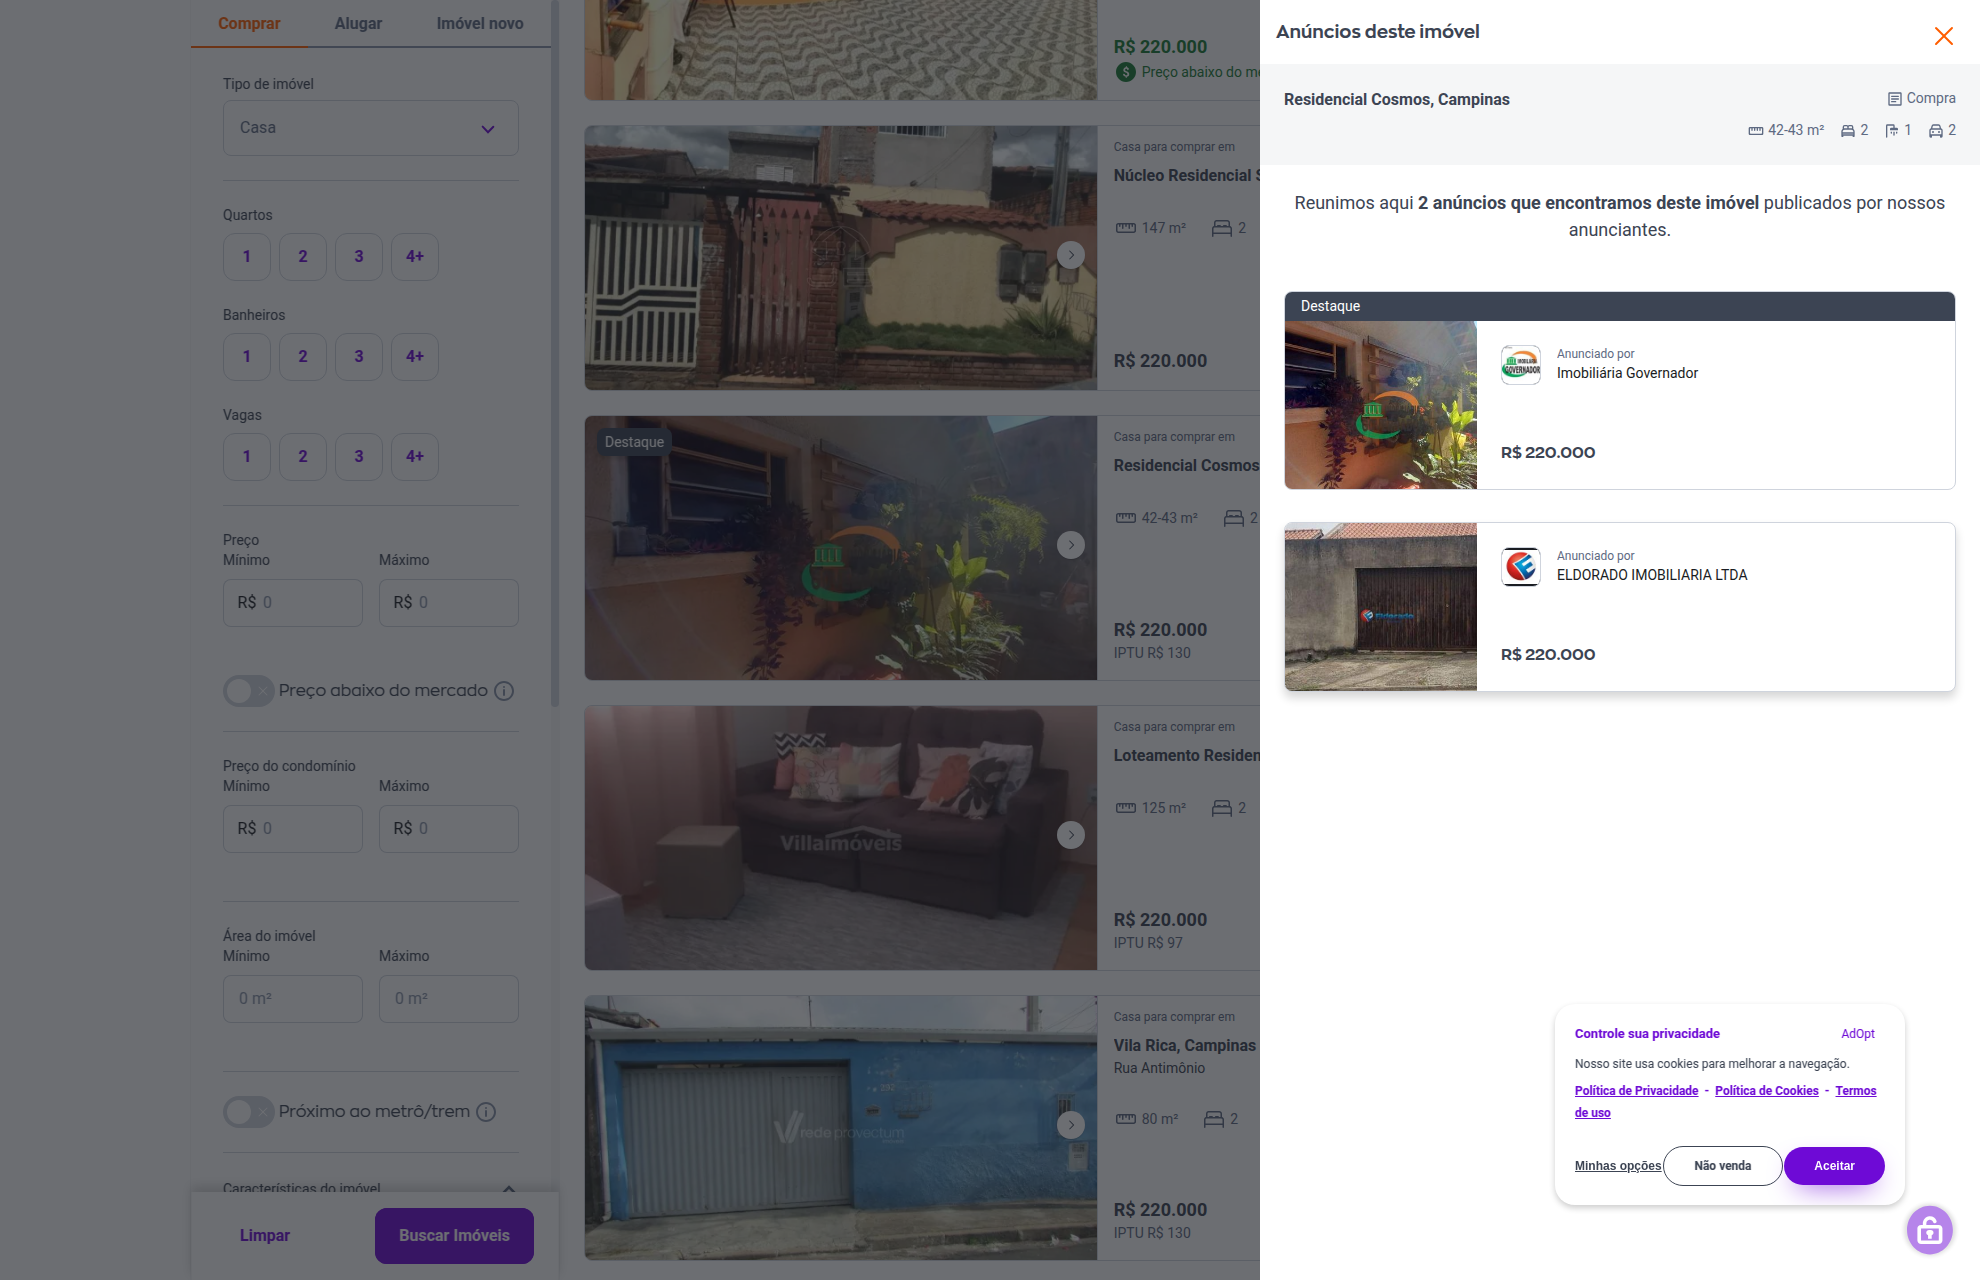 Comprar
Alugar
Imóvel novo
Tipo de imóvel
Casa
Quartos
1
2
3
4+
Banheiros
1
2
3
4+
Vagas
1
2
3
4+
Preço
Mínimo
Máximo
R$ 0
R$ 0
Preço abaixo do mercado
Preço do condomínio
Mínimo
Máximo
R$ 0
R$ 0
Área do imóvel
Mínimo
Máximo
0 m²
0 m²
Próximo ao metrô/trem
Características do imóvel
Limpar
Buscar Imóveis
R$ 220.000
Preço abaixo do
Casa para comprar em
Núcleo Residencial
147 m²
2
R$ 220.000
Destaque
Casa para comprar em
Residencial Cosmos
42-43 m²
2
R$ 220.000
IPTU R$ 130
Villaimóveis
Casa para comprar em
Loteamento
125 m²
2
R$ 220.000
IPTU R$ 97
rede provectum
Casa para comprar em
Vila Rica, Campinas
Rua Antimônio
80 m²
2
R$ 220.000
IPTU R$ 130
Anúncios deste imóvel
Residencial Cosmos, Campinas
Compra
42-43 m²
2
1
2
Reunimos aqui 2 anúncios que encontramos deste imóvel publicados por nossos
anunciantes.
Destaque
IMOBILIÁRIA
GOVERNADOR
Anunciado por
Imobiliária Governador
R$ 220.000
Eldorado
Anunciado por
ELDORADO IMOBILIARIA LTDA
R$ 220.000
Controle sua privacidade
AdOpt
Nosso site usa cookies para melhorar a navegação.
Política de Privacidade - Política de Cookies - Termos
de uso
Minhas opções
Não venda
Aceitar